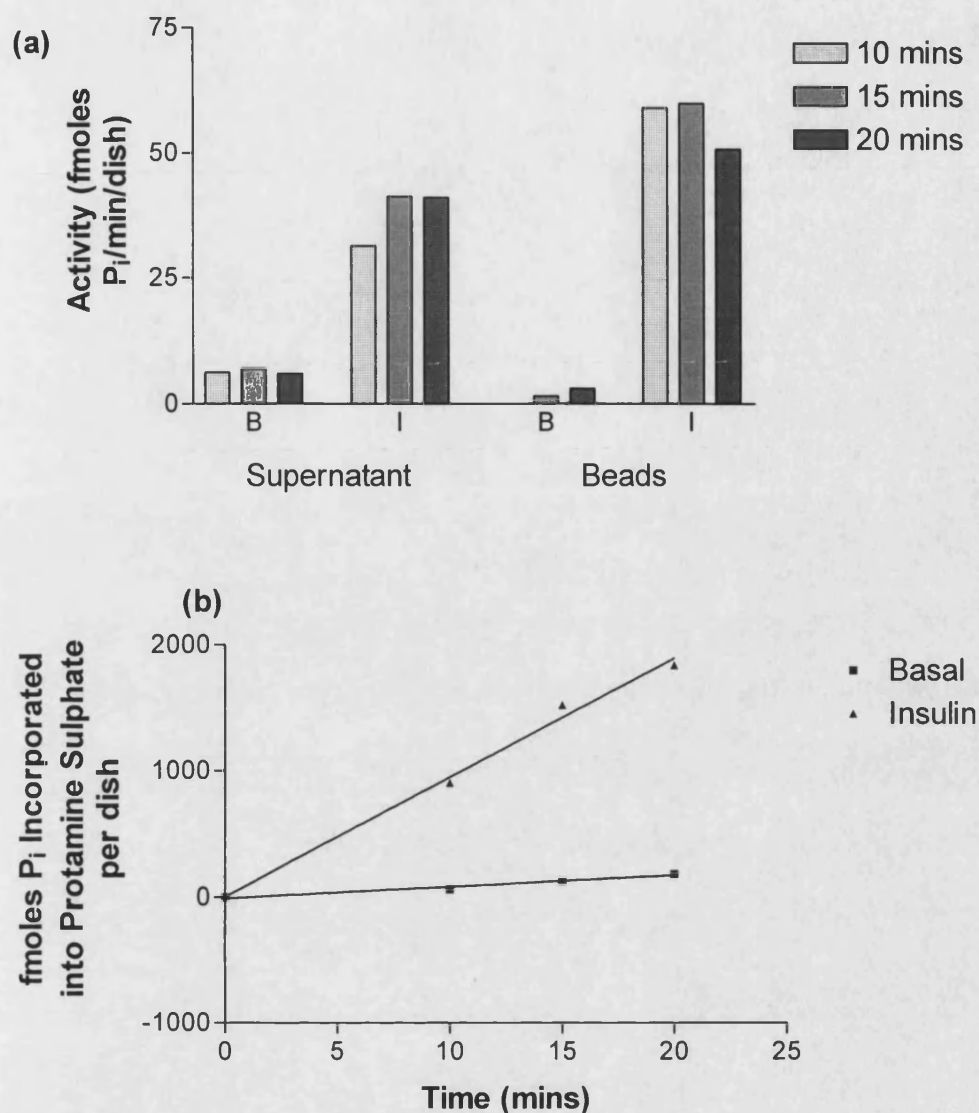 (a)
75
50
25
0
Activity (fmoles
Pᵢ/min/dish)
10 mins
15 mins
20 mins
B
I
B
I
Supernatant
Beads
(b)
2000
1000
0
-1000
fmoles Pᵢ Incorporated
into Protamine Sulphate
per dish
Basal
Insulin
0
5
10
15
20
25
Time (mins)